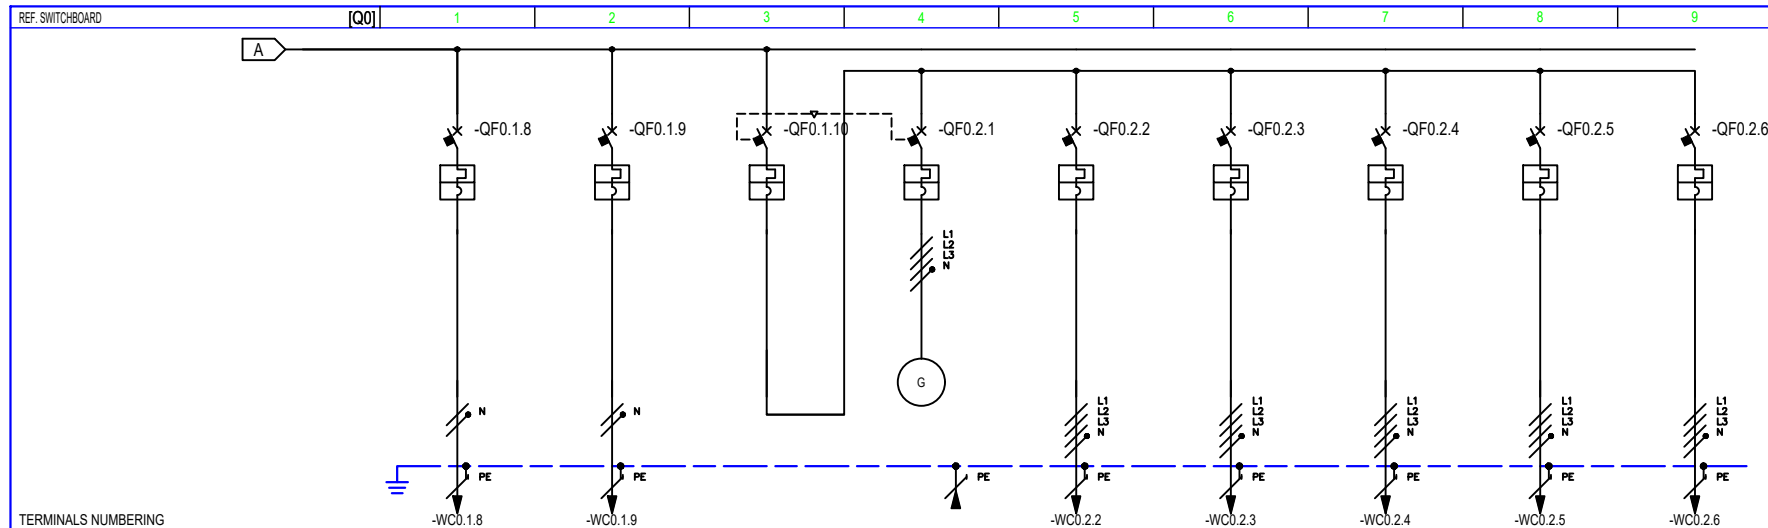 REF. SWITCHBOARD [Q0] 1 2 3 4 5 6 7 8 9
A
-QF0.1.8 -QF0.1.9 -QF0.1.10 -QF0.2.1 -QF0.2.2 -QF0.2.3 -QF0.2.4 -QF0.2.5 -QF0.2.6
L1
L2
L3
N
G
L1 L1 L1 L1 L1
N N L2 L2 L2 L2 L2
L3 L3 L3 L3 L3
N N N N N
PE PE PE PE PE PE PE PE
TERMINALS NUMBERING -WC0.1.8 -WC0.1.9 -WC0.2.2 -WC0.2.3 -WC0.2.4 -WC0.2.5 -WC0.2.6